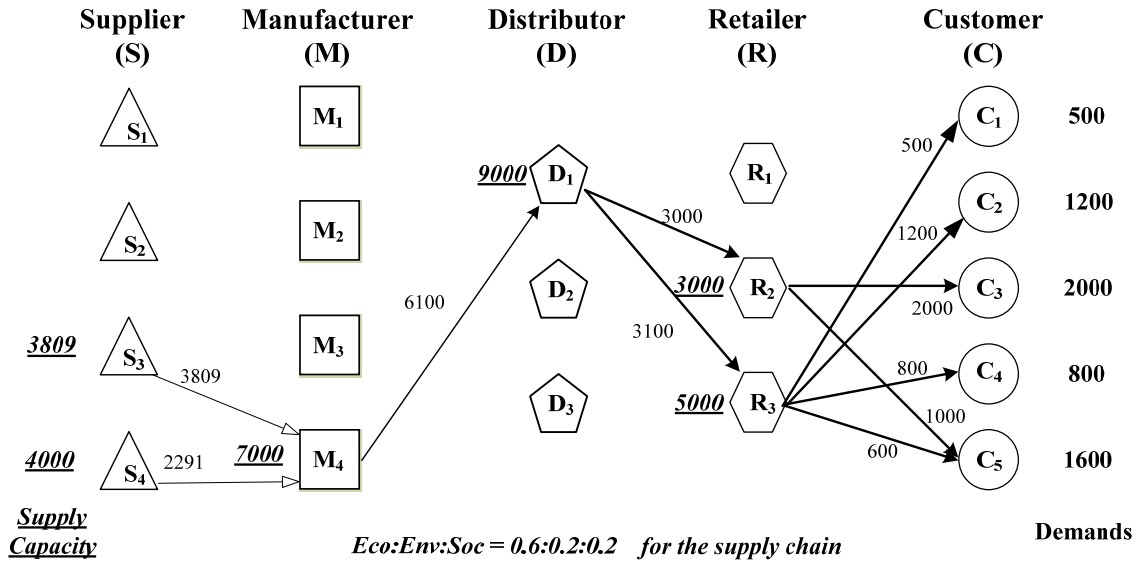 Supplier Manufacturer Distributor Retailer Customer
(S) (M) (D) (R) (C)
S1 M1 C1 500
500
9000 D1 R1
C2 1200
S2 M2 3000 1200
6100 D2 3000 R2 C3 2000
2000
3809 S3 M3 3100
3809 800 C4 800
D3 5000 R3
1000
4000 S4 2291 7000 M4 600 C5 1600
Supply
Capacity Eco:Env:Soc = 0.6:0.2:0.2 for the supply chain Demands